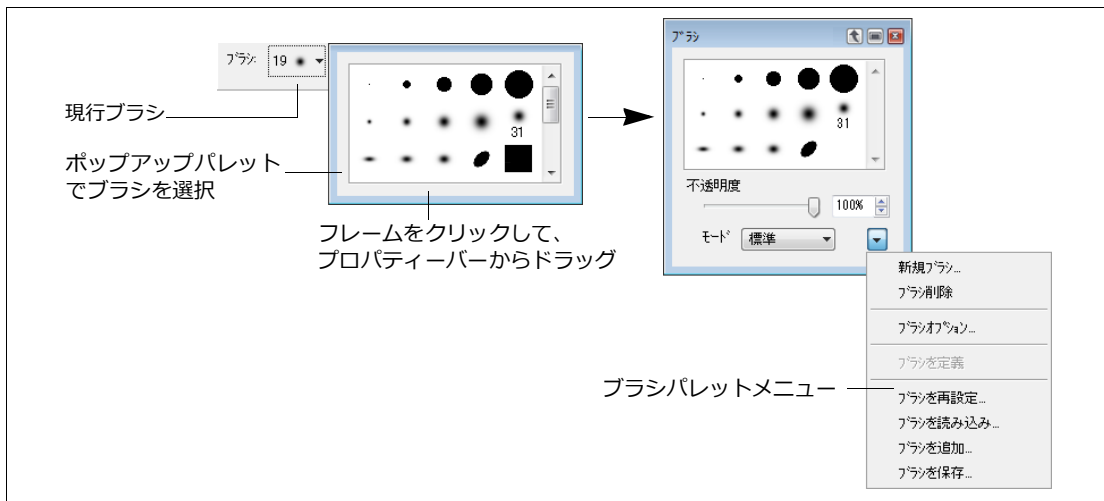 ブラシ: 19
現行ブラシ
ポップアップパレット
でブラシを選択
31
フレームをクリックして、
プロパティーバーからドラッグ
ブラシ
31
不透明度
100%
モード 標準
新規ブラシ...
ブラシ削除
ブラシオプション...
ブラシを定義
ブラシパレットメニュー
ブラシを再設定...
ブラシを読み込み...
ブラシを追加...
ブラシを保存...